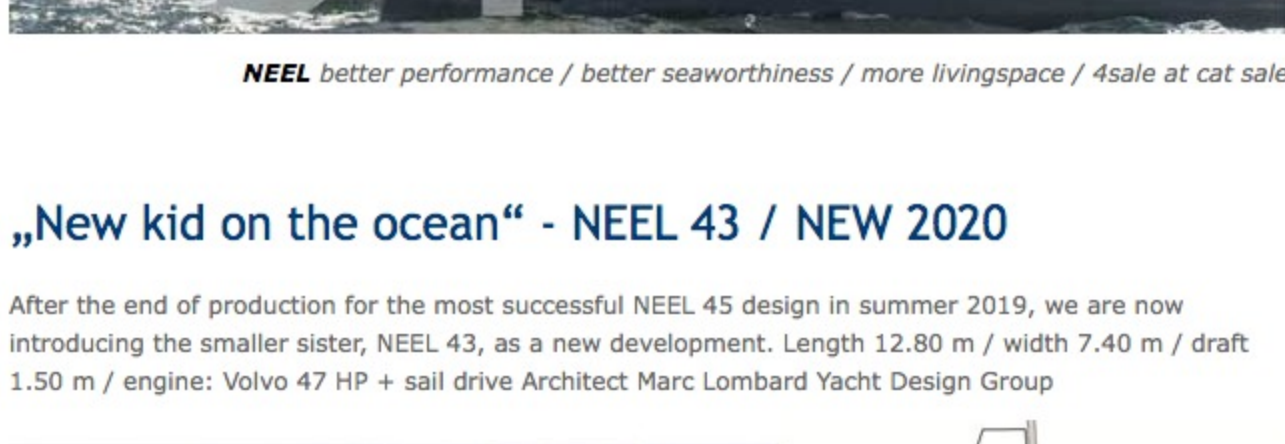 NEEL better performance / better seaworthiness / more livingspace / 4sale at cat sale
„New kid on the ocean“ - NEEL 43 / NEW 2020
After the end of production for the most successful NEEL 45 design in summer 2019, we are now
introducing the smaller sister, NEEL 43, as a new development. Length 12.80 m / width 7.40 m / draft
1.50 m / engine: Volvo 47 HP + sail drive Architect Marc Lombard Yacht Design Group